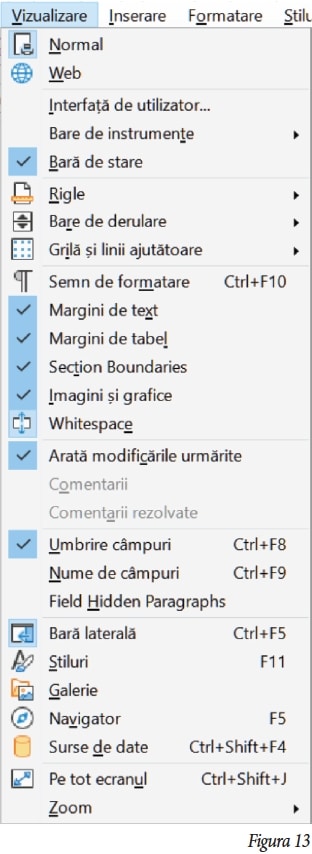 Vizualizare Inserare Formatare Stilu
Normal
Web
Interfață de utilizator...
Bare de instrumente
Bară de stare
Rigle
Bare de derulare
Grilă și linii ajutătoare
Semn de formatare Ctrl+F10
Margini de text
Margini de tabel
Section Boundaries
Imagini și grafice
Whitespace
Arată modificările urmărite
Comentarii
Comentarii rezolvate
Umbrire câmpuri Ctrl+F8
Nume de câmpuri Ctrl+F9
Field Hidden Paragraphs
Bară laterală Ctrl+F5
Stiluri F11
Galerie
Navigator F5
Surse de date Ctrl+Shift+F4
Pe tot ecranul Ctrl+Shift+J
Zoom
Figura 13